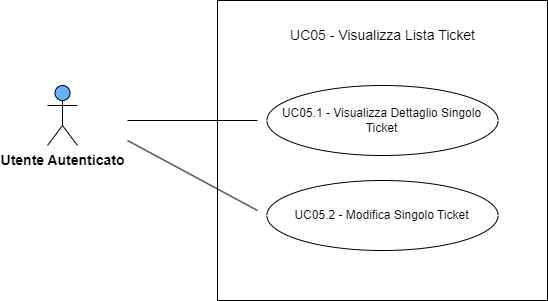 UC05 - Visualizza Lista Ticket
UC05.1 - Visualizza Dettaglio Singolo
Ticket
Utente Autenticato
UC05.2 - Modifica Singolo Ticket